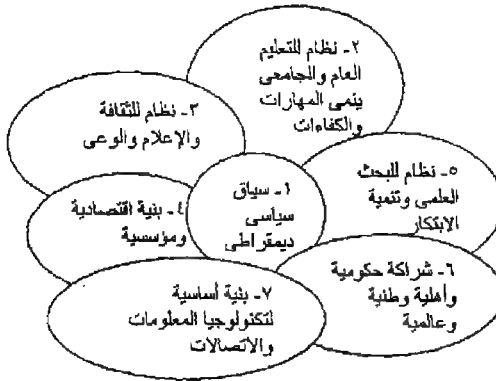 ١- سياق
سياسى
ديمقراطى
٢- نظام للتعليم
العام والجامعى
ينمى المهارات
والكفاءات
٣- نظام للثقافة
والإعلام والوعى
٤- بنية اقتصادية
ومؤسسية
٥- نظام للبحث
العلمى وتنمية
الابتكار
٦- شراكة حكومية
وأهلية وطنية
وعالمية
٧- بنية أساسية
لتكنولوجيا المعلومات
والاتصالات